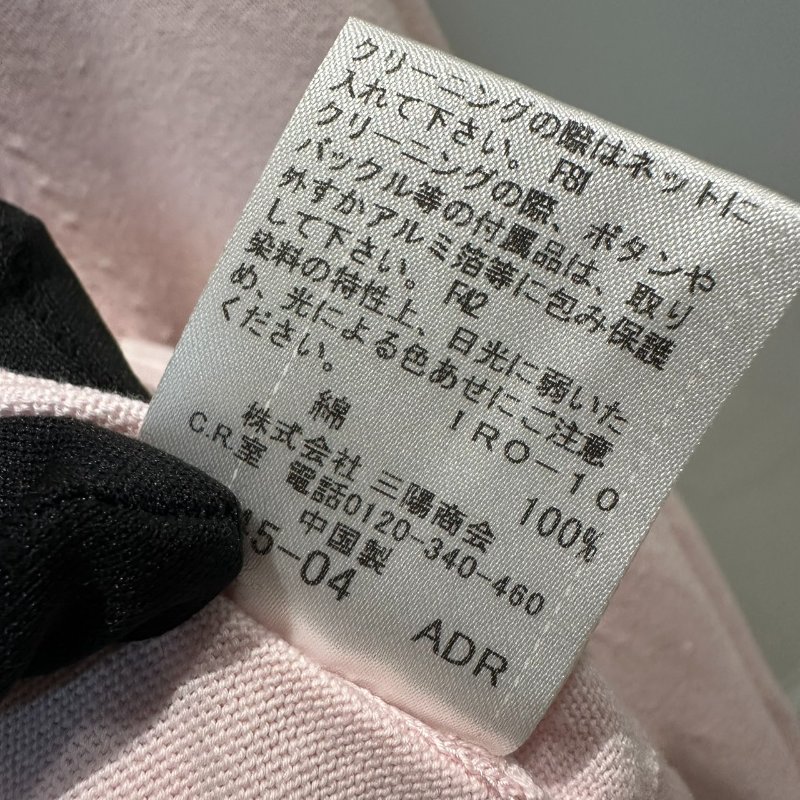 クリーニングの際はネットに
入れて下さい。 F81
クリーニングの際、ボタンや
バックル等の付属品は、取り
外すかアルミ箔等に包み保護
して下さい。 F42
染料の特性上、日光に弱いた
め、光による色あせにご注意
ください。
IRO-10
綿 100%
株式会社 三陽商会
C.R.室 電話0120-340-460
中国製
45-04 ADR